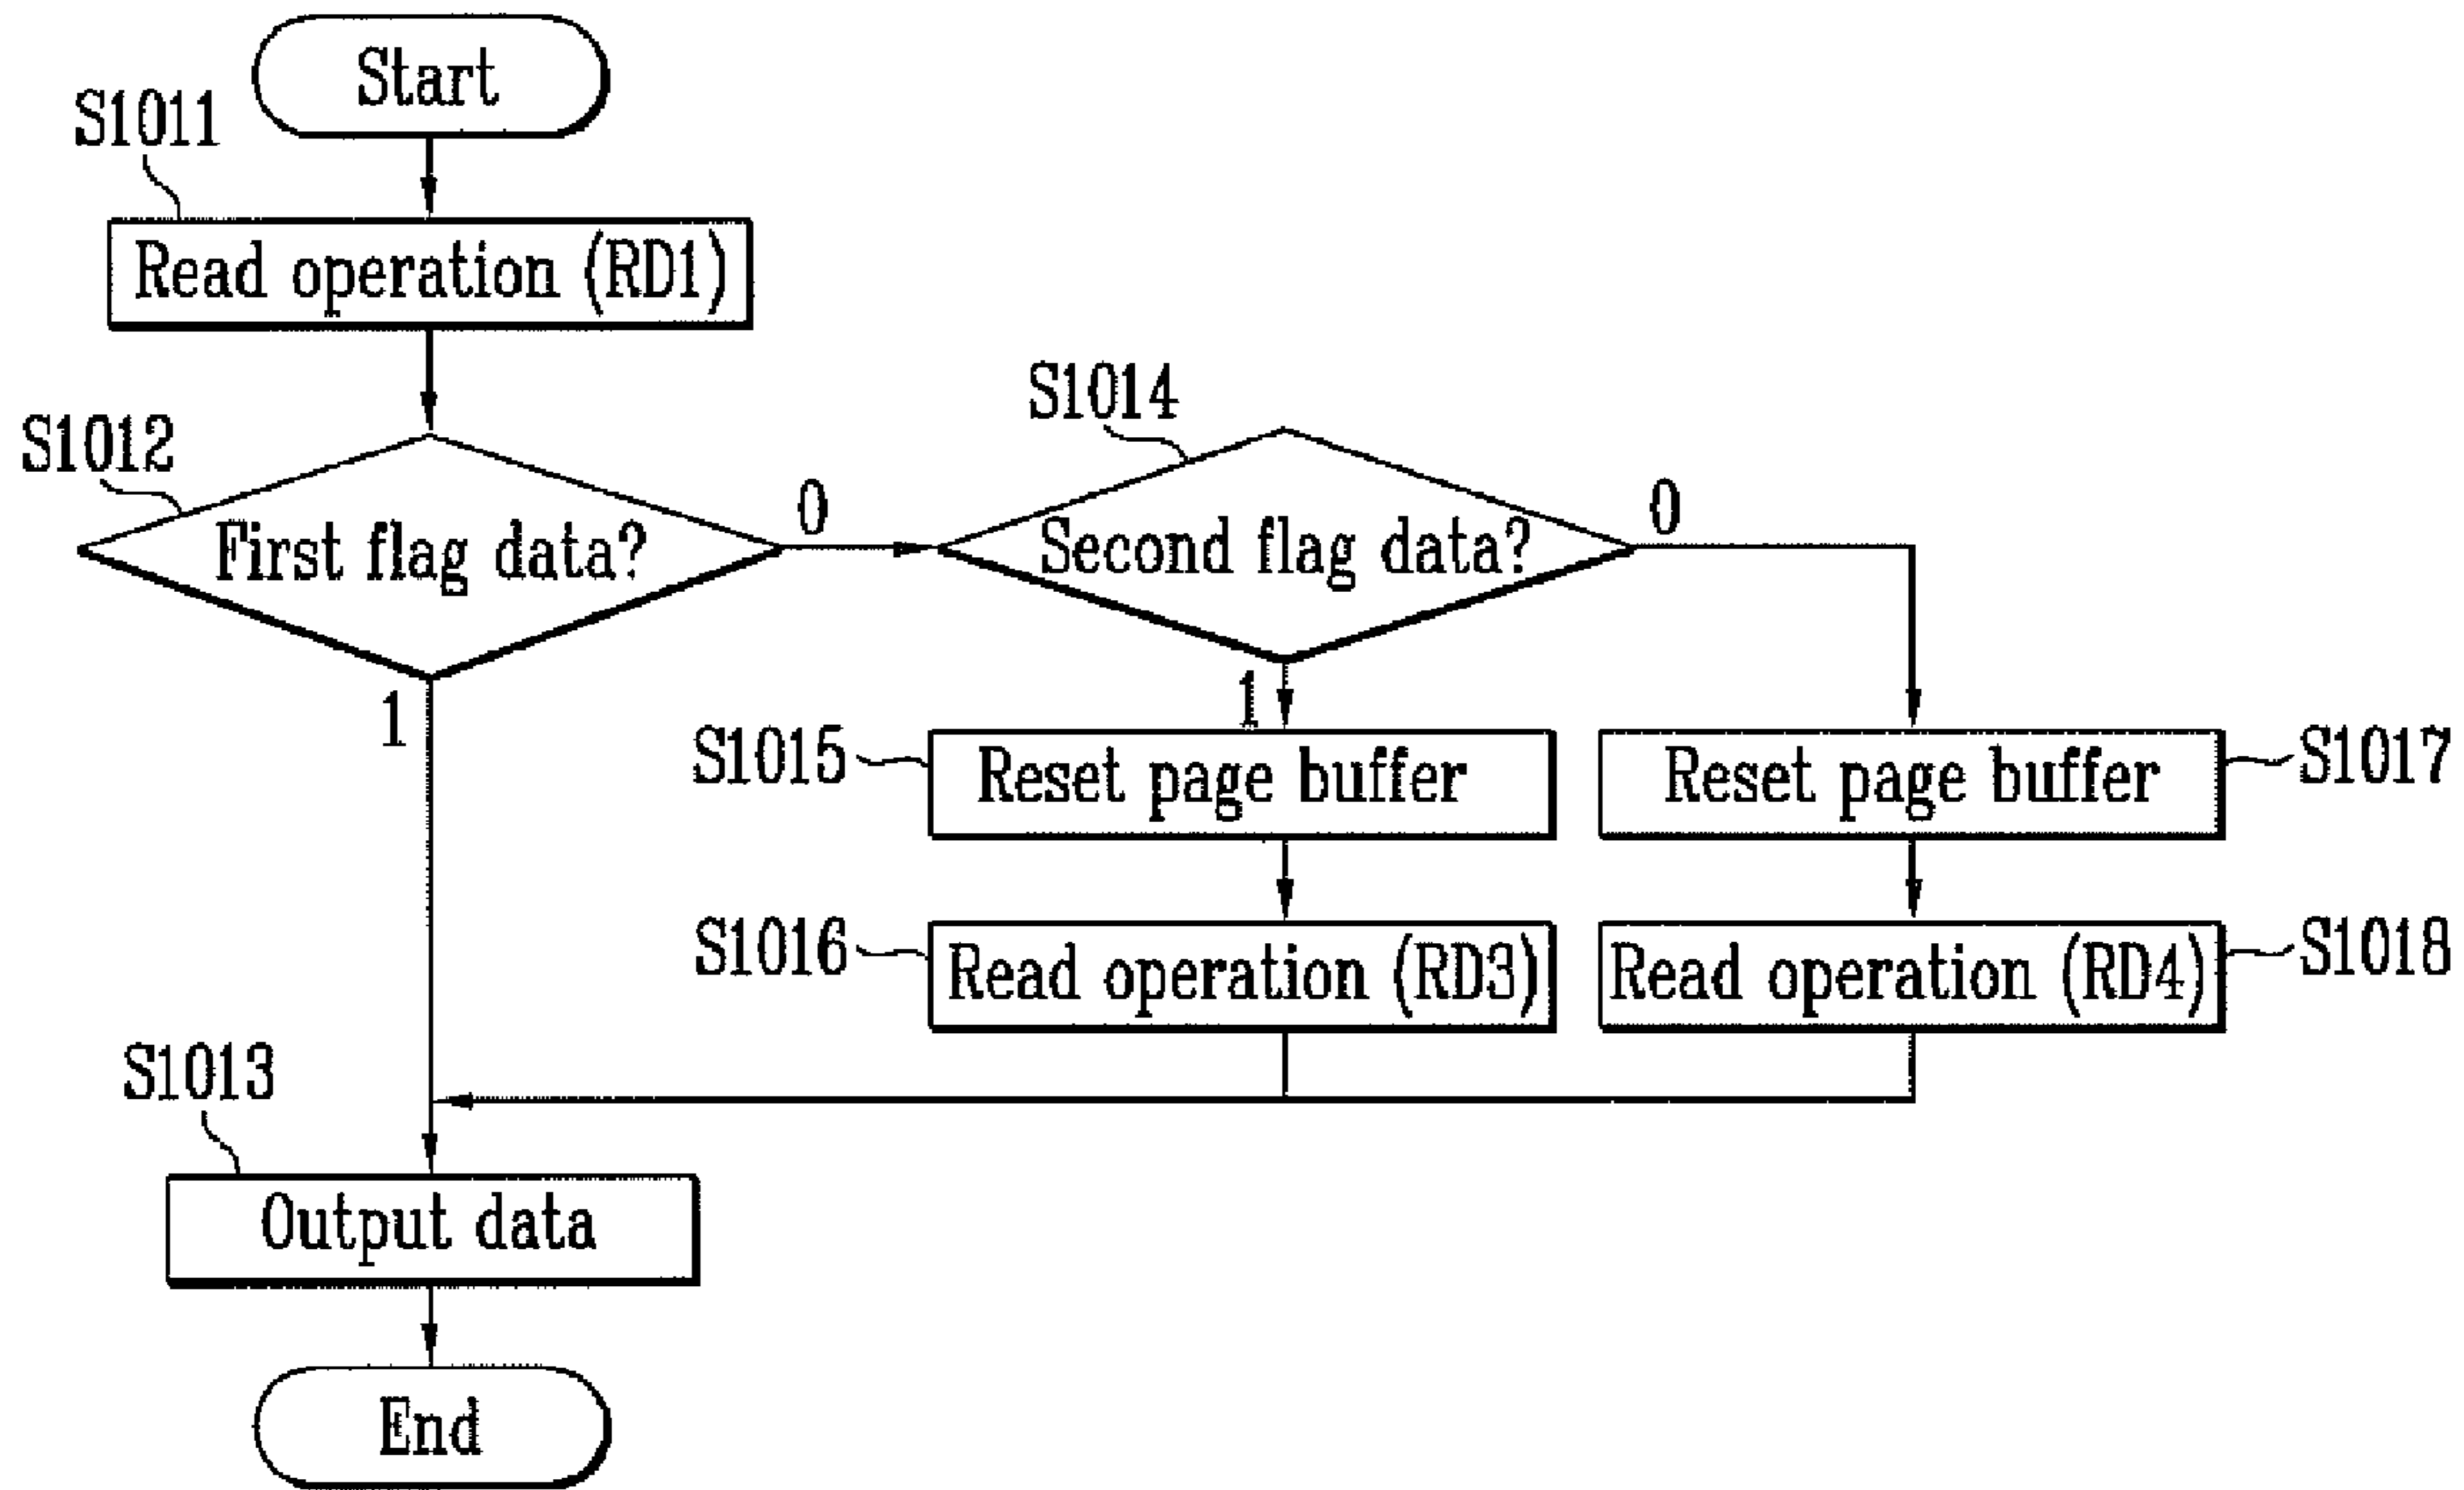 Start
S1011
Read operation (RD1)
S1012
First flag data?
0
1
S1014
Second flag data?
0
1
S1015
Reset page buffer
Reset page buffer
S1017
S1016
Read operation (RD3)
Read operation (RD4)
S1018
S1013
Output data
End